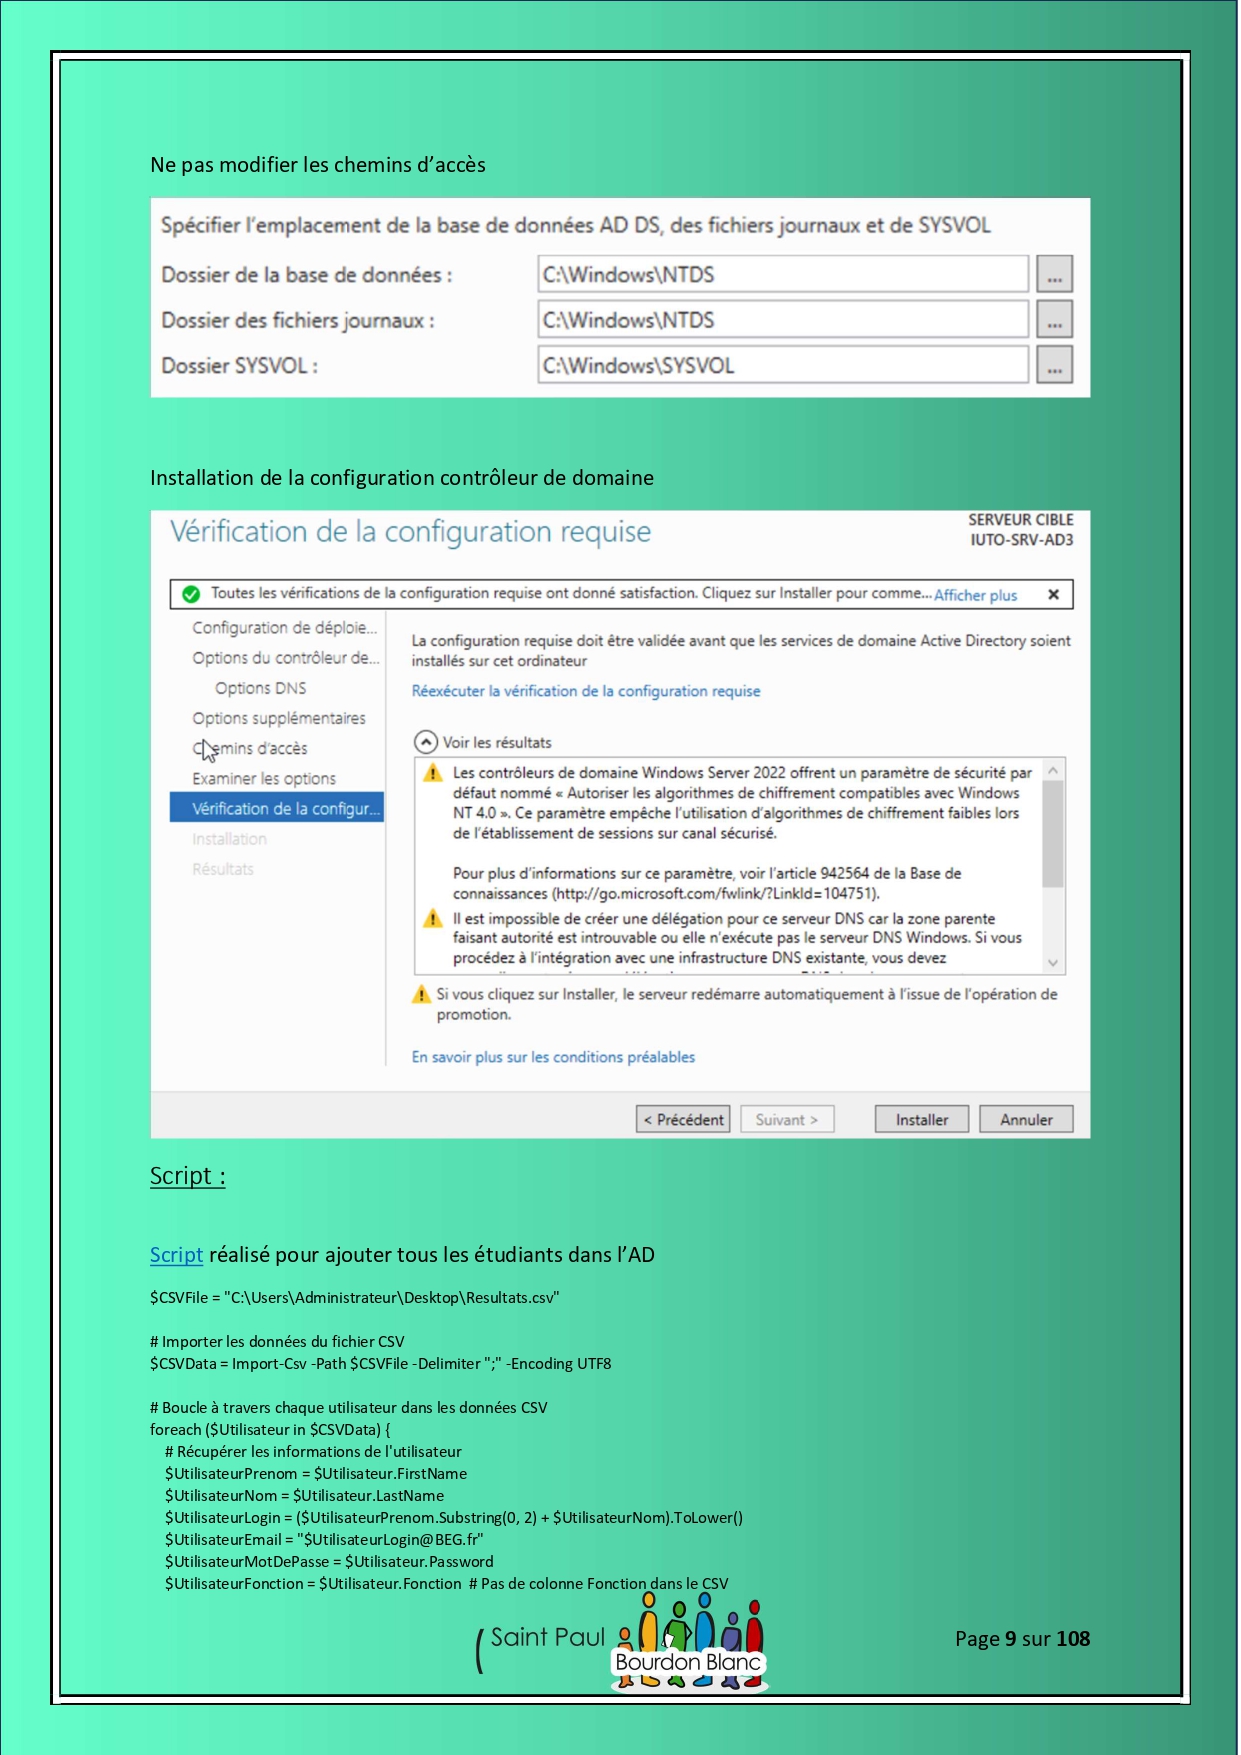 Ne pas modifier les chemins d’accès
Spécifier l’emplacement de la base de données AD DS, des fichiers journaux et de SYSVOL
Dossier de la base de données : C:\Windows\NTDS ...
Dossier des fichiers journaux : C:\Windows\NTDS ...
Dossier SYSVOL : C:\Windows\SYSVOL ...
Installation de la configuration contrôleur de domaine
Vérification de la configuration requise
SERVEUR CIBLE
IUTO-SRV-AD3
Toutes les vérifications de la configuration requise ont donné satisfaction. Cliquez sur Installer pour comme... Afficher plus
Configuration de déploie...
Options du contrôleur de...
Options DNS
Options supplémentaires
Chemins d’accès
Examiner les options
Vérification de la configur...
Installation
Résultats
La configuration requise doit être validée avant que les services de domaine Active Directory soient
installés sur cet ordinateur
Réexécuter la vérification de la configuration requise
Voir les résultats
Les contrôleurs de domaine Windows Server 2022 offrent un paramètre de sécurité par
défaut nommé « Autoriser les algorithmes de chiffrement compatibles avec Windows
NT 4.0 ». Ce paramètre empêche l’utilisation d’algorithmes de chiffrement faibles lors
de l’établissement de sessions sur canal sécurisé.
Pour plus d’informations sur ce paramètre, voir l’article 942564 de la Base de
connaissances (http://go.microsoft.com/fwlink/?LinkId=104751).
Il est impossible de créer une délégation pour ce serveur DNS car la zone parente
faisant autorité est introuvable ou elle n’exécute pas le serveur DNS Windows. Si vous
procédez à l’intégration avec une infrastructure DNS existante, vous devez
Si vous cliquez sur Installer, le serveur redémarre automatiquement à l’issue de l’opération de
promotion.
En savoir plus sur les conditions préalables
< Précédent Suivant > Installer Annuler
Script :
Script réalisé pour ajouter tous les étudiants dans l’AD
$CSVFile = "C:\Users\Administrateur\Desktop\Resultats.csv"
# Importer les données du fichier CSV
$CSVData = Import-Csv -Path $CSVFile -Delimiter ";" -Encoding UTF8
# Boucle à travers chaque utilisateur dans les données CSV
foreach ($Utilisateur in $CSVData) {
# Récupérer les informations de l'utilisateur
$UtilisateurPrenom = $Utilisateur.FirstName
$UtilisateurNom = $Utilisateur.LastName
$UtilisateurLogin = ($UtilisateurPrenom.Substring(0, 2) + $UtilisateurNom).ToLower()
$UtilisateurEmail = "$UtilisateurLogin@BEG.fr"
$UtilisateurMotDePasse = $Utilisateur.Password
$UtilisateurFonction = $Utilisateur.Fonction # Pas de colonne Fonction dans le CSV
Saint Paul
Bourdon Blanc
Page 9 sur 108